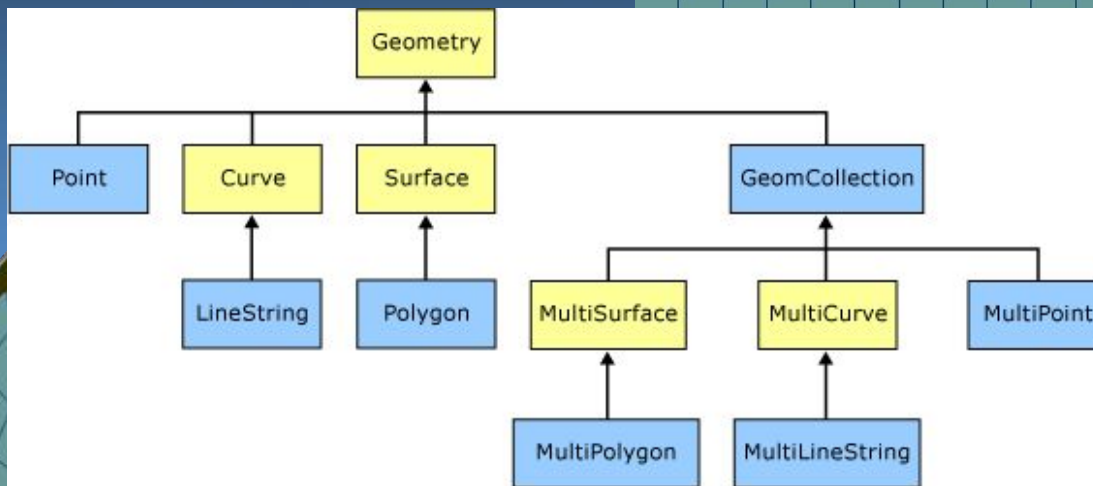 Geometry
Point
Curve
Surface
GeomCollection
LineString
Polygon
MultiSurface
MultiCurve
MultiPoint
MultiPolygon
MultiLineString